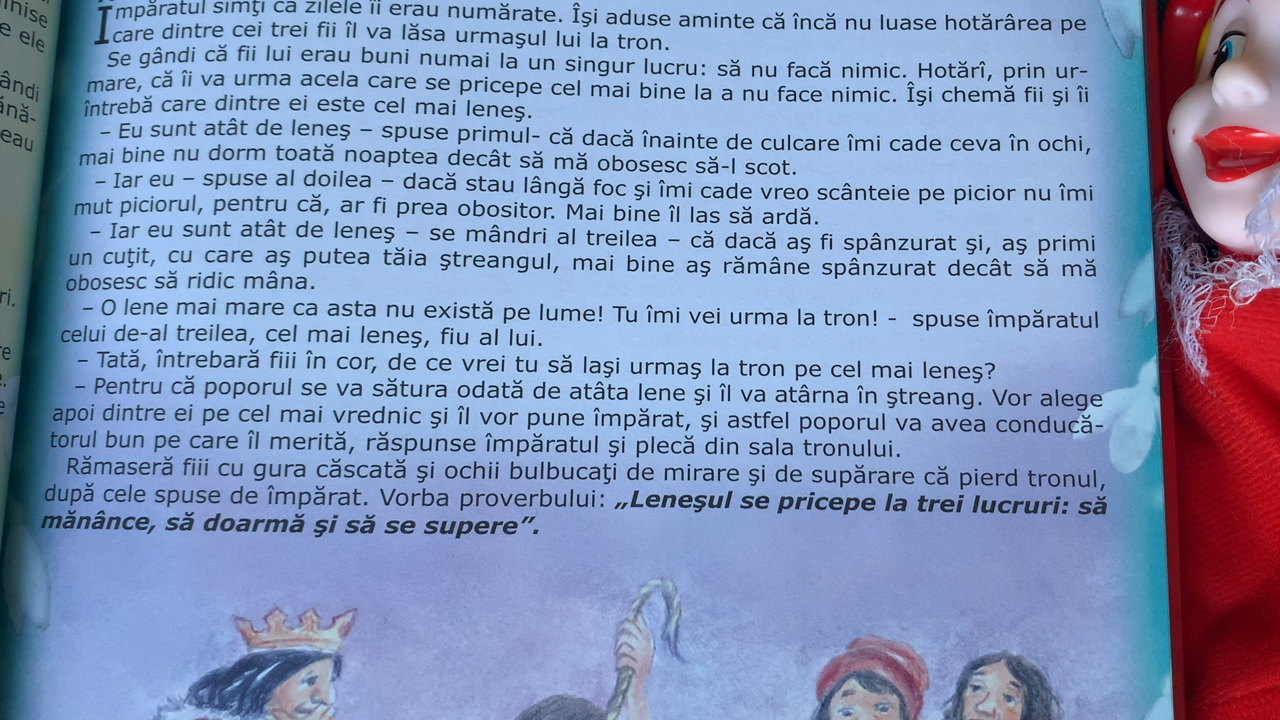 nise
e ele
ândi
ână-
eau
ri.
re
e.
e
Împăratul simţi că zilele îi erau numărate. Îşi aduse aminte că încă nu luase hotărârea pe
care dintre cei trei fii îl va lăsa urmaşul lui la tron.
Se gândi că fii lui erau buni numai la un singur lucru: să nu facă nimic. Hotărî, prin ur-
mare, că îi va urma acela care se pricepe cel mai bine la a nu face nimic. Îşi chemă fii şi îi
întrebă care dintre ei este cel mai leneş.
– Eu sunt atât de leneş – spuse primul- că dacă înainte de culcare îmi cade ceva în ochi,
mai bine nu dorm toată noaptea decât să mă obosesc să-l scot.
– Iar eu – spuse al doilea – dacă stau lângă foc şi îmi cade vreo scânteie pe picior nu îmi
mut piciorul, pentru că, ar fi prea obositor. Mai bine îl las să ardă.
– Iar eu sunt atât de leneş – se mândri al treilea – că dacă aş fi spânzurat şi, aş primi
un cuţit, cu care aş putea tăia ştreangul, mai bine aş rămâne spânzurat decât să mă
obosesc să ridic mâna.
– O lene mai mare ca asta nu există pe lume! Tu îmi vei urma la tron! - spuse împăratul
celui de-al treilea, cel mai leneş, fiu al lui.
– Tată, întrebară fiii în cor, de ce vrei tu să laşi urmaş la tron pe cel mai leneş?
– Pentru că poporul se va sătura odată de atâta lene şi îl va atârna în ştreang. Vor alege
apoi dintre ei pe cel mai vrednic şi îl vor pune împărat, şi astfel poporul va avea conducă-
torul bun pe care îl merită, răspunse împăratul şi plecă din sala tronului.
Rămaseră fiii cu gura căscată şi ochii bulbucaţi de mirare şi de supărare că pierd tronul,
după cele spuse de împărat. Vorba proverbului: „Leneşul se pricepe la trei lucruri: să
mănânce, să doarmă şi să se supere”.